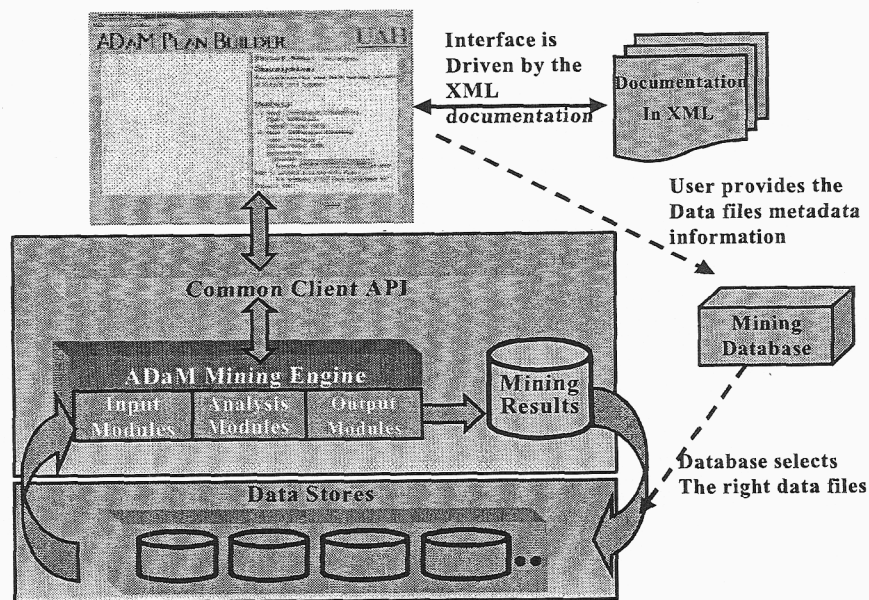 ADaM PLAN BUILDER
UAH
Interface is
Driven by the
XML
documentation
Documentation
In XML
User provides the
Data files metadata
information
Common Client API
Mining
Database
ADaM Mining Engine
Input
Modules
Analysis
Modules
Output
Modules
Mining
Results
Database selects
The right data files
Data Stores